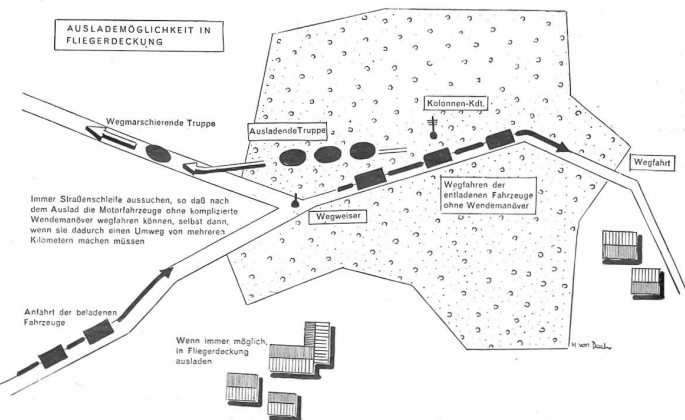 AUSLADEMÖGLICHKEIT IN
FLIEGERDECKUNG
Kolonnen-Kdt.
Wegmarschierende Truppe
Ausladende Truppe
Wegfahrt
Wegfahren der
entladenen Fahrzeuge
ohne Wendemanöver
Immer Straßenschleife aussuchen, so daß nach
dem Auslad die Motorfahrzeuge ohne komplizierte
Wendemanöver wegfahren können, selbst dann,
wenn sie dadurch einen Umweg von mehreren
Kilometern machen müssen
Wegweiser
Anfahrt der beladenen
Fahrzeuge
Wenn immer möglich,
in Fliegerdeckung
ausladen
H von Dach